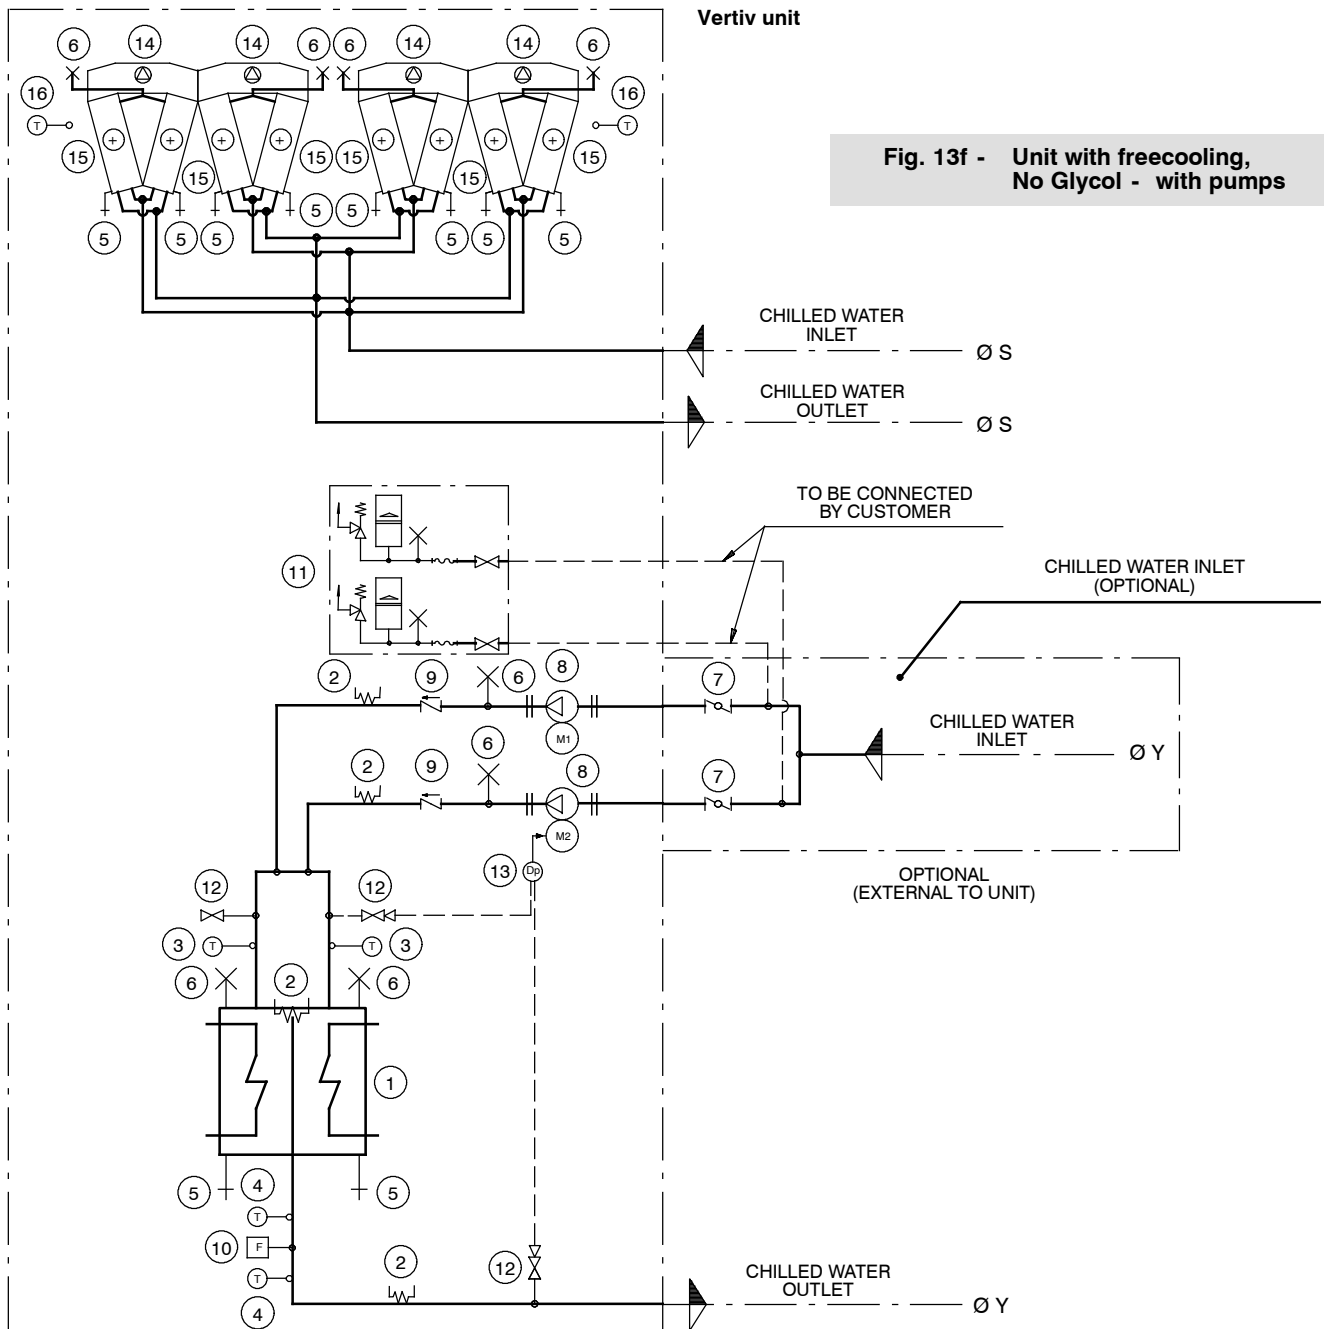 Vertiv unit
6 14 14 6 6 14 14 6
16 16
T T
+ + + + + + + +
15 15 15 15 15 15
5 5 5 5 5 5 5 5
Fig. 13f - Unit with freecooling,
No Glycol - with pumps
CHILLED WATER
INLET
Ø S
CHILLED WATER
OUTLET
Ø S
TO BE CONNECTED
BY CUSTOMER
11
CHILLED WATER INLET
(OPTIONAL)
2 9 6 8 7
M1
6
CHILLED WATER
INLET
Ø Y
2 9 8 7
M2
13 Dp
OPTIONAL
(EXTERNAL TO UNIT)
12 12
3 T T 3
6 2 6
1
5 4 5
T
10 F
T
4
2
12
CHILLED WATER
OUTLET
Ø Y